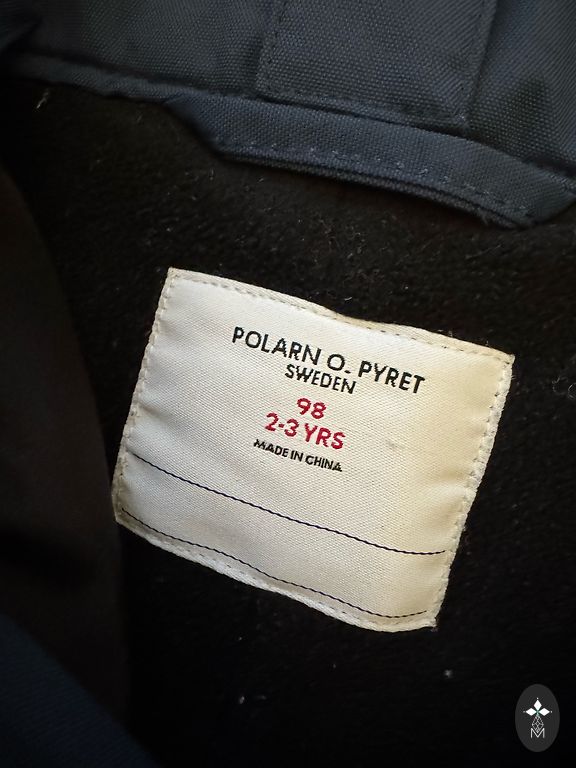 POLARN O. PYRET
SWEDEN
98
2-3 YRS
MADE IN CHINA
M